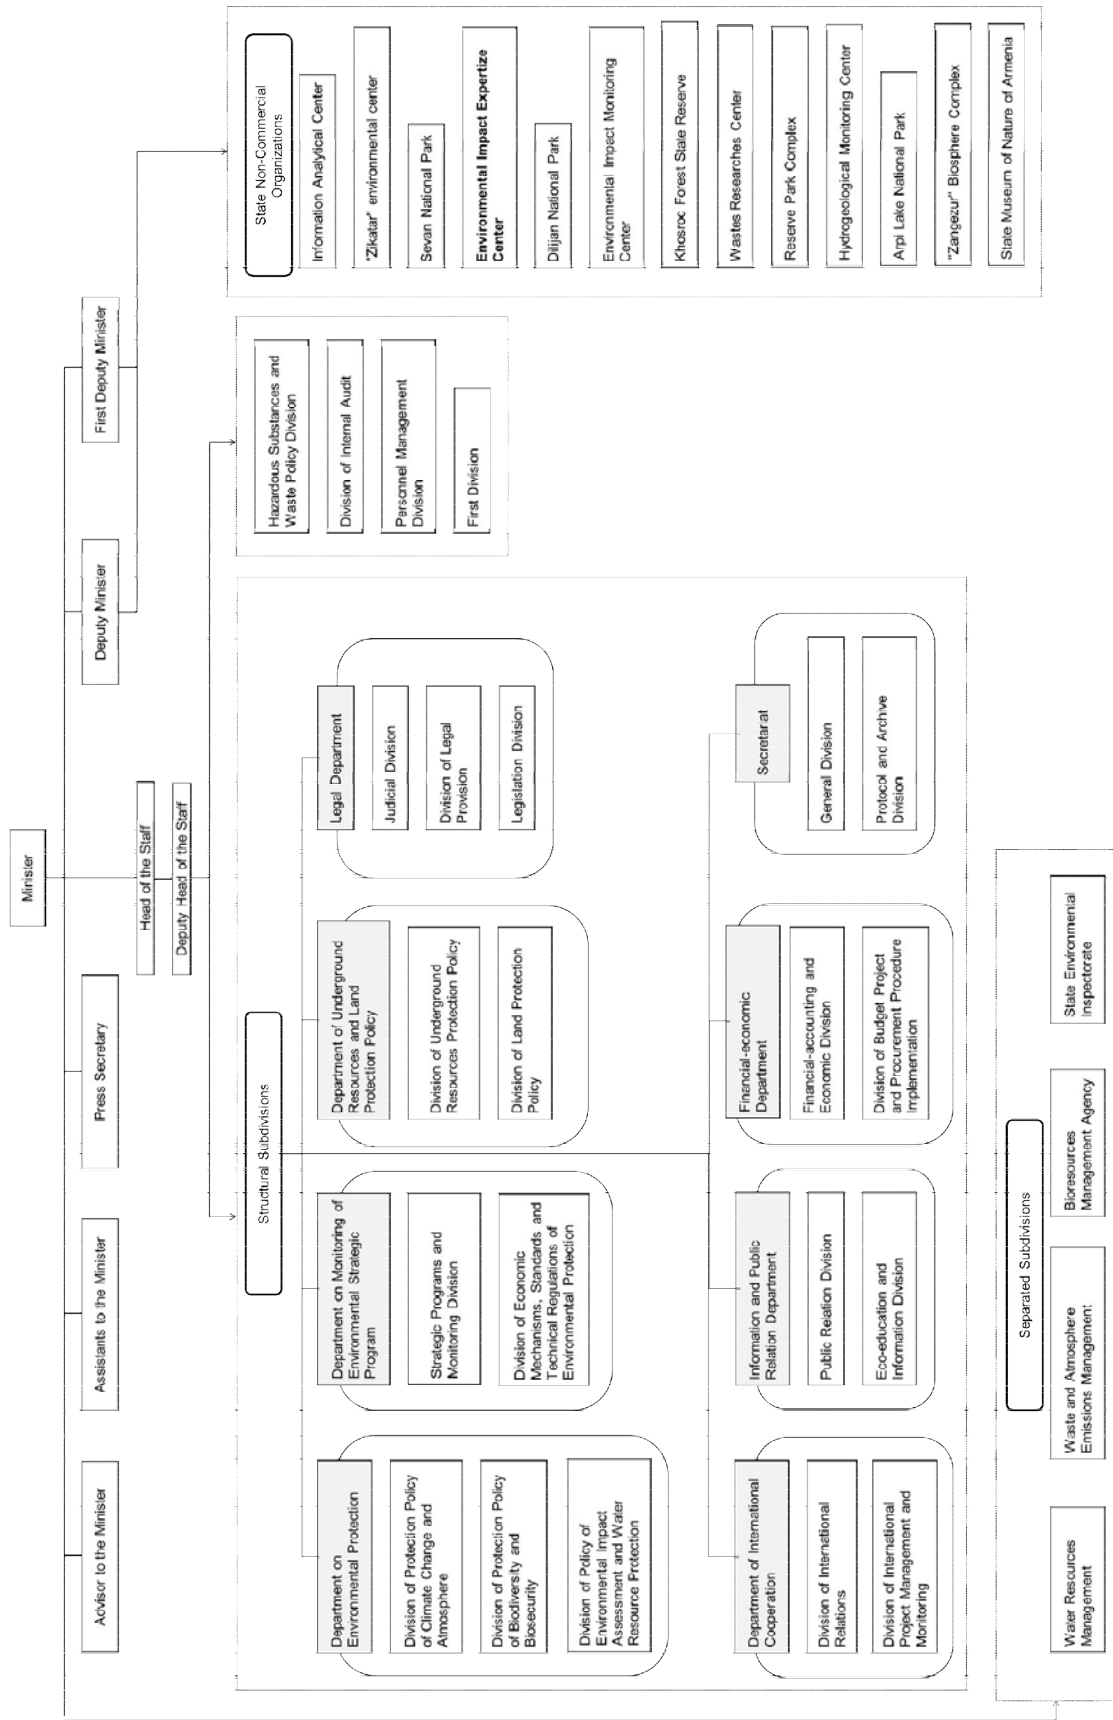 Minister
Advisor to the Minister
Assistants to the Minister
Press Secretary
Deputy Minister
First Deputy Minister
Head of the Staff
Deputy Head of the Staff
Structural Subdivisions
Department on
Environmental Protection
Division of Protection Policy
of Climate Change and
Atmosphere
Division of Protection Policy
of Biodiversity and
Biosecurity
Division of Policy of
Environmental Impact
Assessment and Water
Resource Protection
Department on Monitoring of
Environmental Strategic
Program
Strategic Programs and
Monitoring Division
Division of Economic
Mechanisms, Standards and
Technical Regulations of
Environmental Protection
Department of Underground
Resources and Land
Protection Policy
Division of Underground
Resources Protection Policy
Division of Land Protection
Policy
Legal Department
Judicial Division
Division of Legal
Provision
Legislation Division
Department of International
Cooperation
Division of International
Relations
Division of International
Project Management and
Monitoring
Information and Public
Relation Department
Public Relation Division
Eco-education and
Information Division
Financial-economic
Department
Financial-accounting and
Economic Division
Division of Budget Project
and Procurement Procedure
Implementation
Secretariat
General Division
Protocol and Archive
Division
Hazardous Substances and
Waste Policy Division
Division of Internal Audit
Personnel Management
Division
First Division
State Non-Commercial
Organizations
Information Analytical Center
"Zikatar" environmental center
Sevan National Park
Environmental Impact Expertize
Center
Dilijan National Park
Environmental Impact Monitoring
Center
Khosroc Forest State Reserve
Wastes Researches Center
Reserve Park Complex
Hydrogeological Monitoring Center
Arpi Lake National Park
"Zangezur" Biosphere Complex
State Museum of Nature of Armenia
Separated Subdivisions
Water Resources
Management
Waste and Atmosphere
Emissions Management
Bioresources
Management Agency
State Environmental
Inspectorate